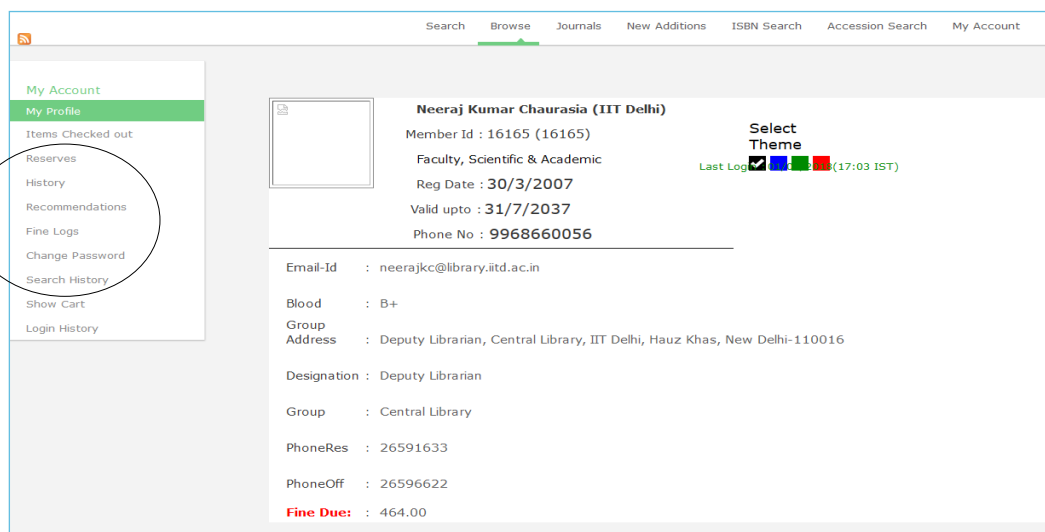 Search Browse Journals New Additions ISBN Search Accession Search My Account
My Account
My Profile
Items Checked out
Reserves
History
Recommendations
Fine Logs
Change Password
Search History
Show Cart
Login History
Neeraj Kumar Chaurasia (IIT Delhi)
Member Id : 16165 (16165)
Faculty, Scientific & Academic
Reg Date : 30/3/2007
Valid upto : 31/7/2037
Phone No : 9968660056
Select
Theme
Last (17:03 IST)
Email-Id : neerajkc@library.iitd.ac.in
Blood : B+
Group
Address : Deputy Librarian, Central Library, IIT Delhi, Hauz Khas, New Delhi-110016
Designation : Deputy Librarian
Group : Central Library
PhoneRes : 26591633
PhoneOff : 26596622
Fine Due: : 464.00